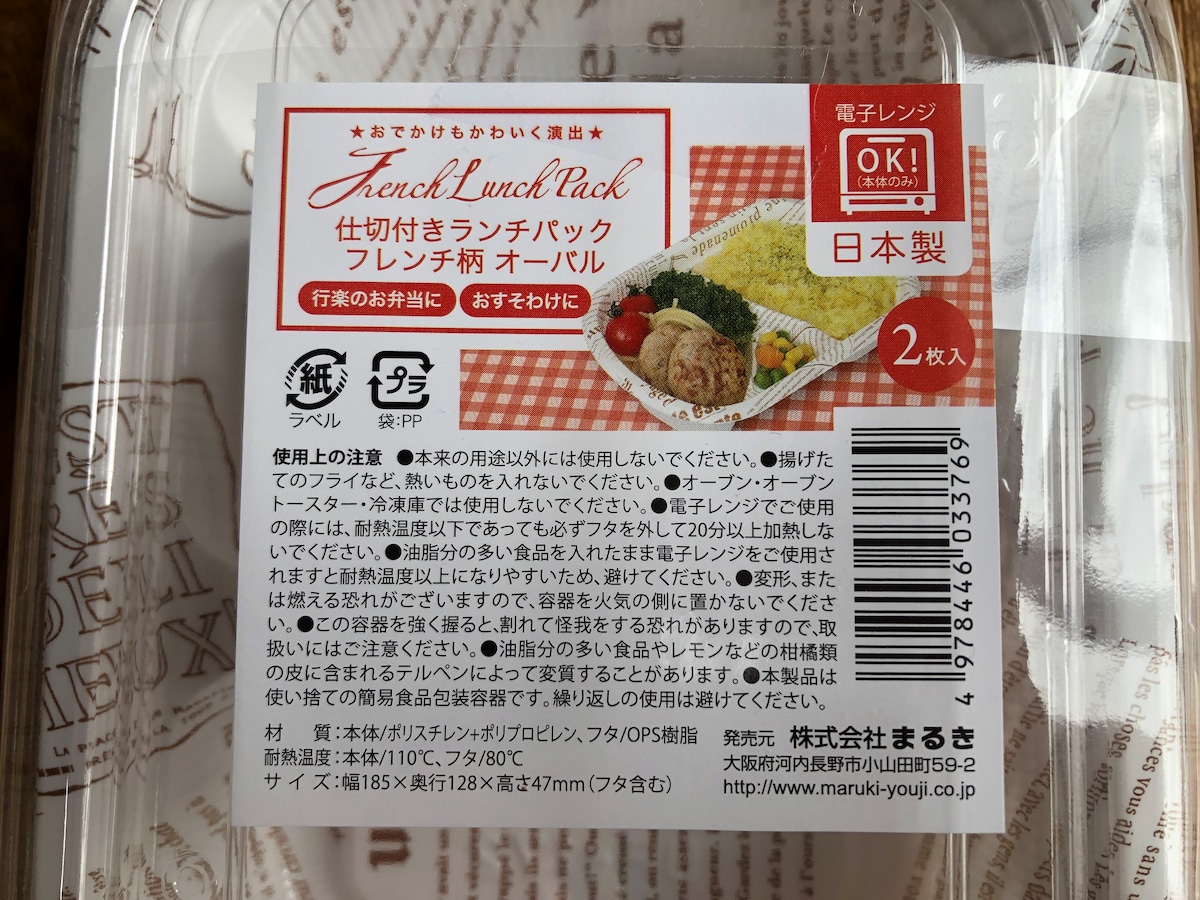 ★おでかけもかわいく演出★
French Lunch Pack
仕切付きランチパック
フレンチ柄 オーバル
行楽のお弁当に
おすそわけに
電子レンジ
OK!
(本体のみ)
日本製
2枚入
紙
ラベル
プラ
袋:PP
使用上の注意 ●本来の用途以外には使用しないでください。●揚げた
てのフライなど、熱いものを入れないでください。●オーブン・オーブン
トースター・冷凍庫では使用しないでください。●電子レンジでご使用
の際には、耐熱温度以下であっても必ずフタを外して20分以上加熱しな
いでください。●油脂分の多い食品を入れたまま電子レンジをご使用さ
れますと耐熱温度以上になりやすいため、避けてください。●変形、また
は燃える恐れがございますので、容器を火気の側に置かないでくださ
い。●この容器を強く握ると、割れて怪我をする恐れがありますので、取
扱いにはご注意ください。●油脂分の多い食品やレモンなどの柑橘類
の皮に含まれるテルペンによって変質することがあります。●本製品は
使い捨ての簡易食品包装容器です。繰り返しの使用は避けてください。
材　質:本体/ポリスチレン+ポリプロピレン、フタ/OPS樹脂
耐熱温度:本体/110℃、フタ/80℃
サイズ:幅185×奥行128×高さ47mm(フタ含む)
4978446033769
発売元 株式会社まるき
大阪府河内長野市小山田町59-2
http://www.maruki-youji.co.jp